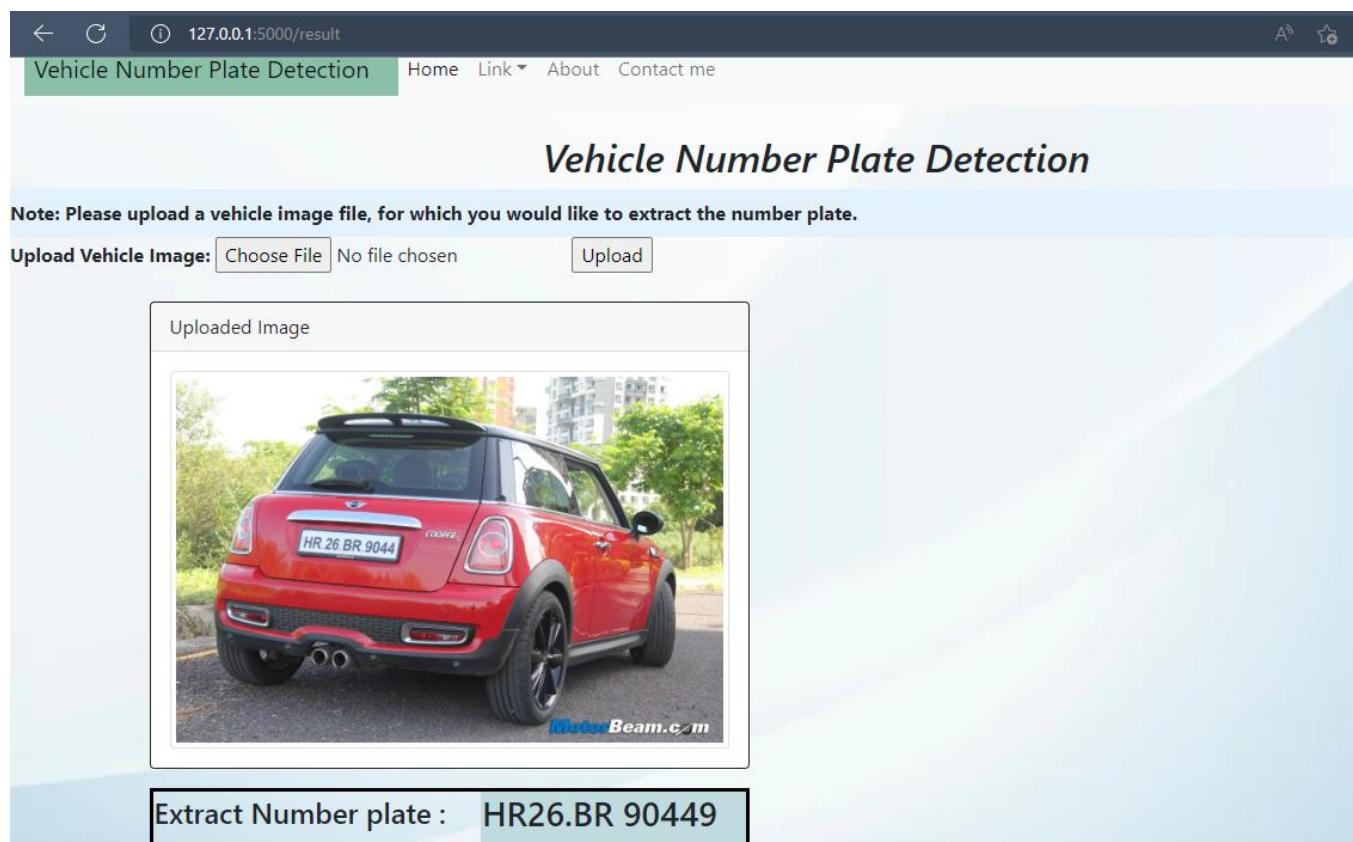 127.0.0.1:5000/result
Vehicle Number Plate Detection Home Link About Contact me
Vehicle Number Plate Detection
Note: Please upload a vehicle image file, for which you would like to extract the number plate.
Upload Vehicle Image: Choose File No file chosen Upload
Uploaded Image
COOPER
HR 26 BR 9044
MotorBeam.com
Extract Number plate : HR26.BR 90449